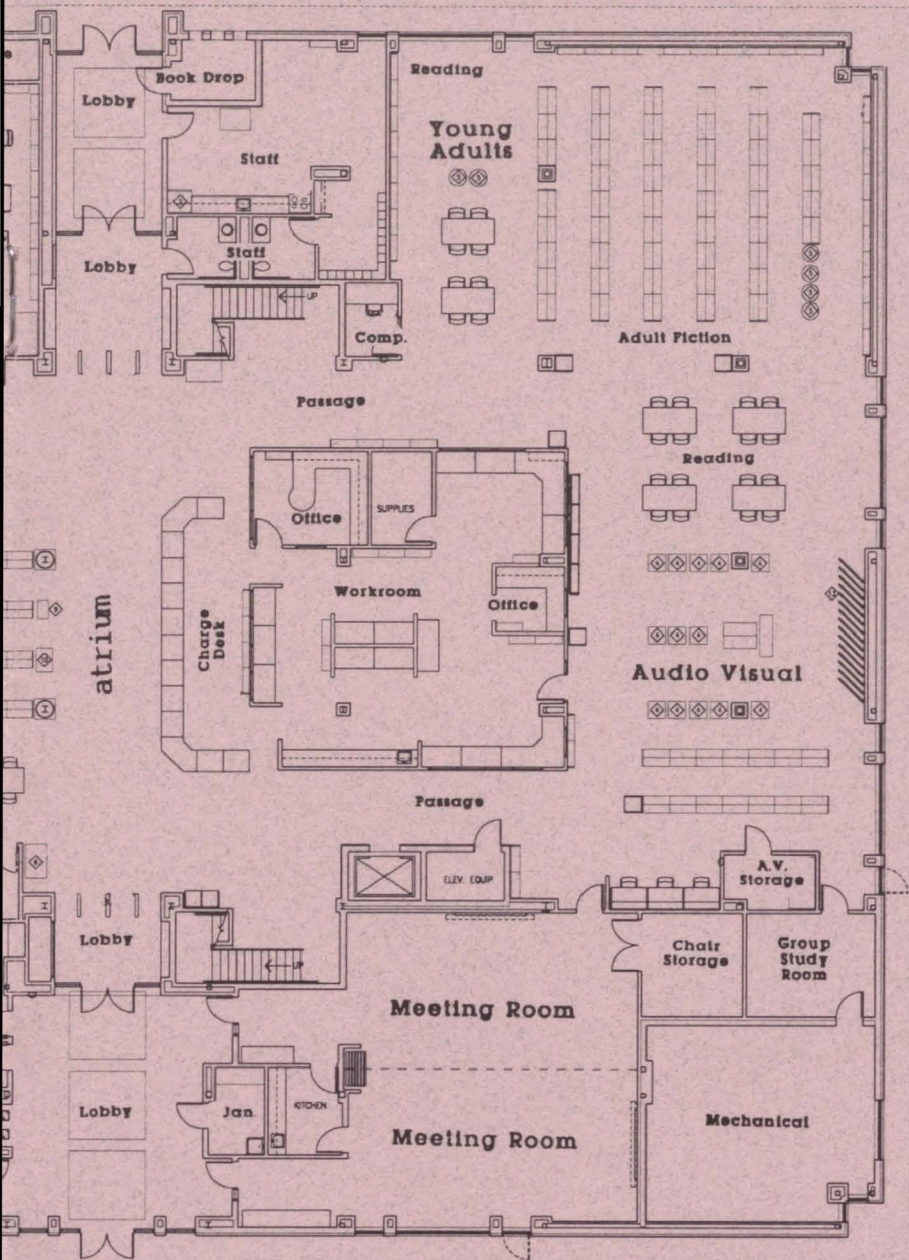 Reading
Book Drop
Lobby
Young
Adults
Staff
Staff
Lobby
UP
Comp.
Adult Fiction
Passage
Reading
Office
SUPPLIES
Workroom
Office
atrium
Charge
Desk
Audio Visual
Passage
A.V.
Storage
ELEV. EQUIP
Lobby
Chair
Storage
Group
Study
Room
UP
Meeting Room
Lobby
Jan.
KITCHEN
Mechanical
Meeting Room